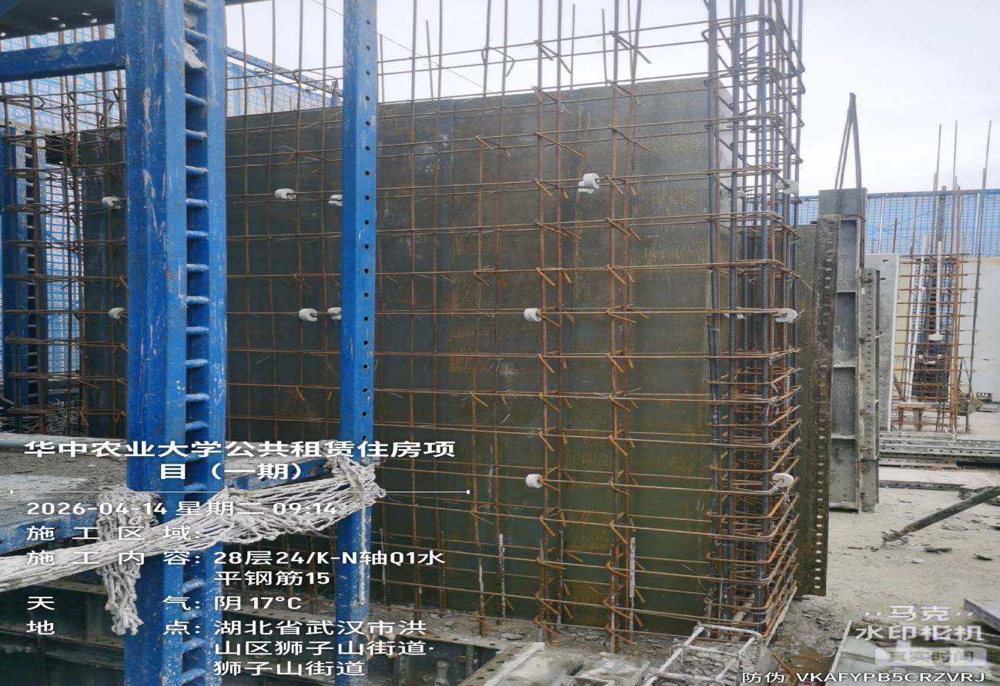 华中农业大学公共租赁住房项
目（一期）
2026-04-14 星期二 09:14
施工区域:
施工内容: 28层24/K-N轴Q1水
平钢筋15
天气: 阴 17°C
地点: 湖北省武汉市洪
山区狮子山街道·
狮子山街道
马克
水印相机
真实时间
防伪 VKAFYPB5CRZVRJ